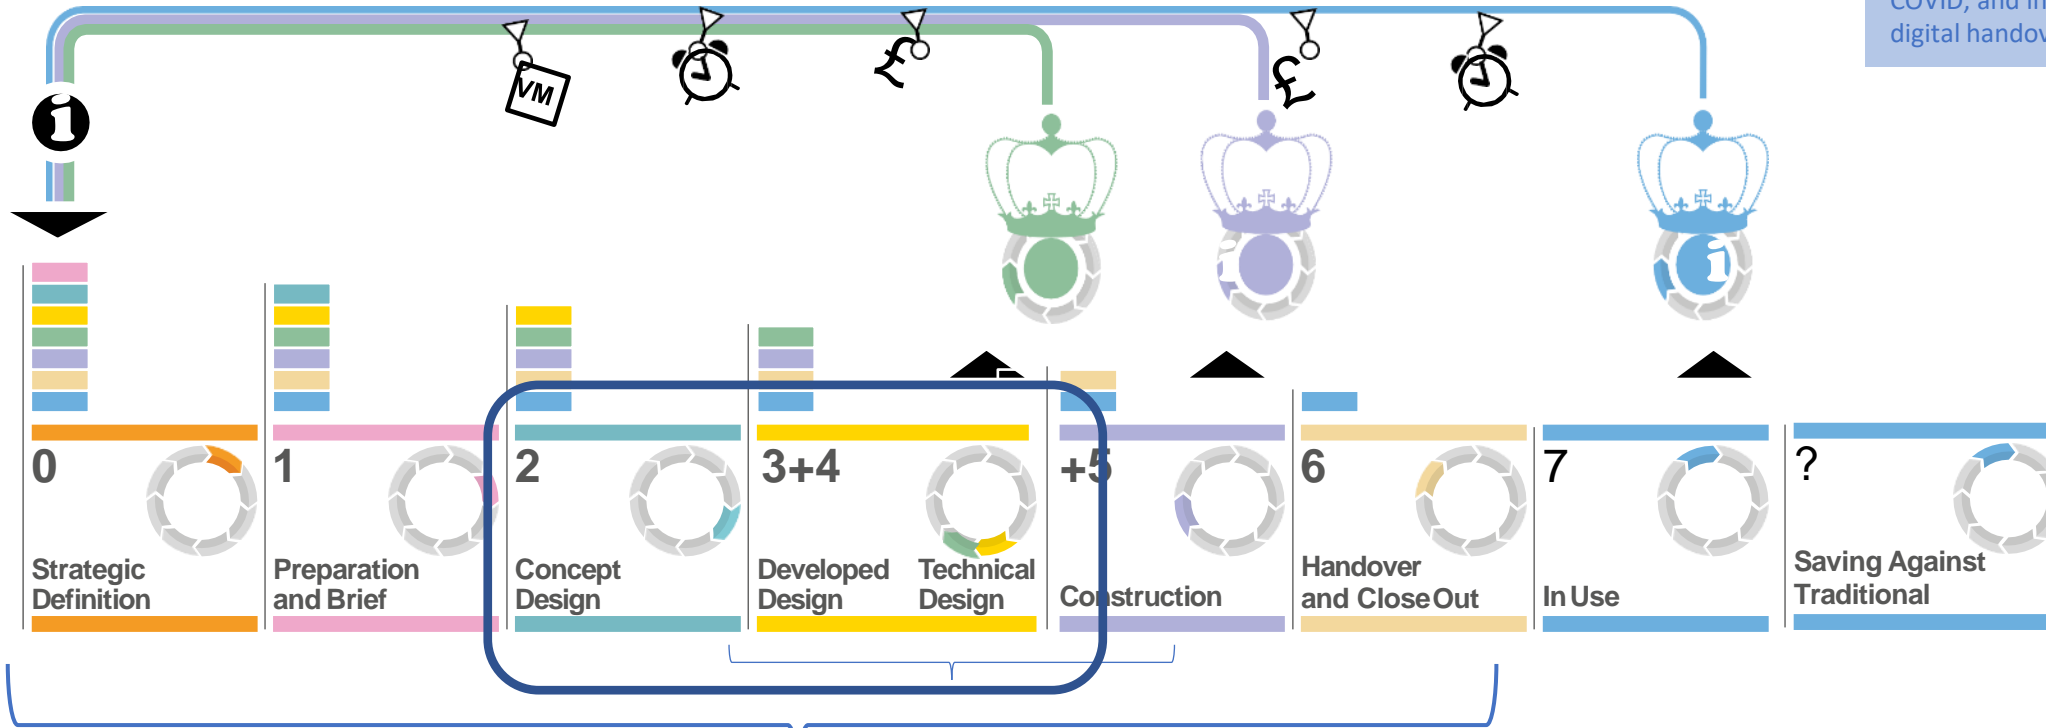 COVID, and in
digital handov
i
VM
£
£
i
i
0
1
2
3+4
+5
6
7
?
Strategic
Definition
Preparation
and Brief
Concept
Design
Developed
Design
Technical
Design
Construction
Handover
and Close Out
In Use
Saving Against
Traditional